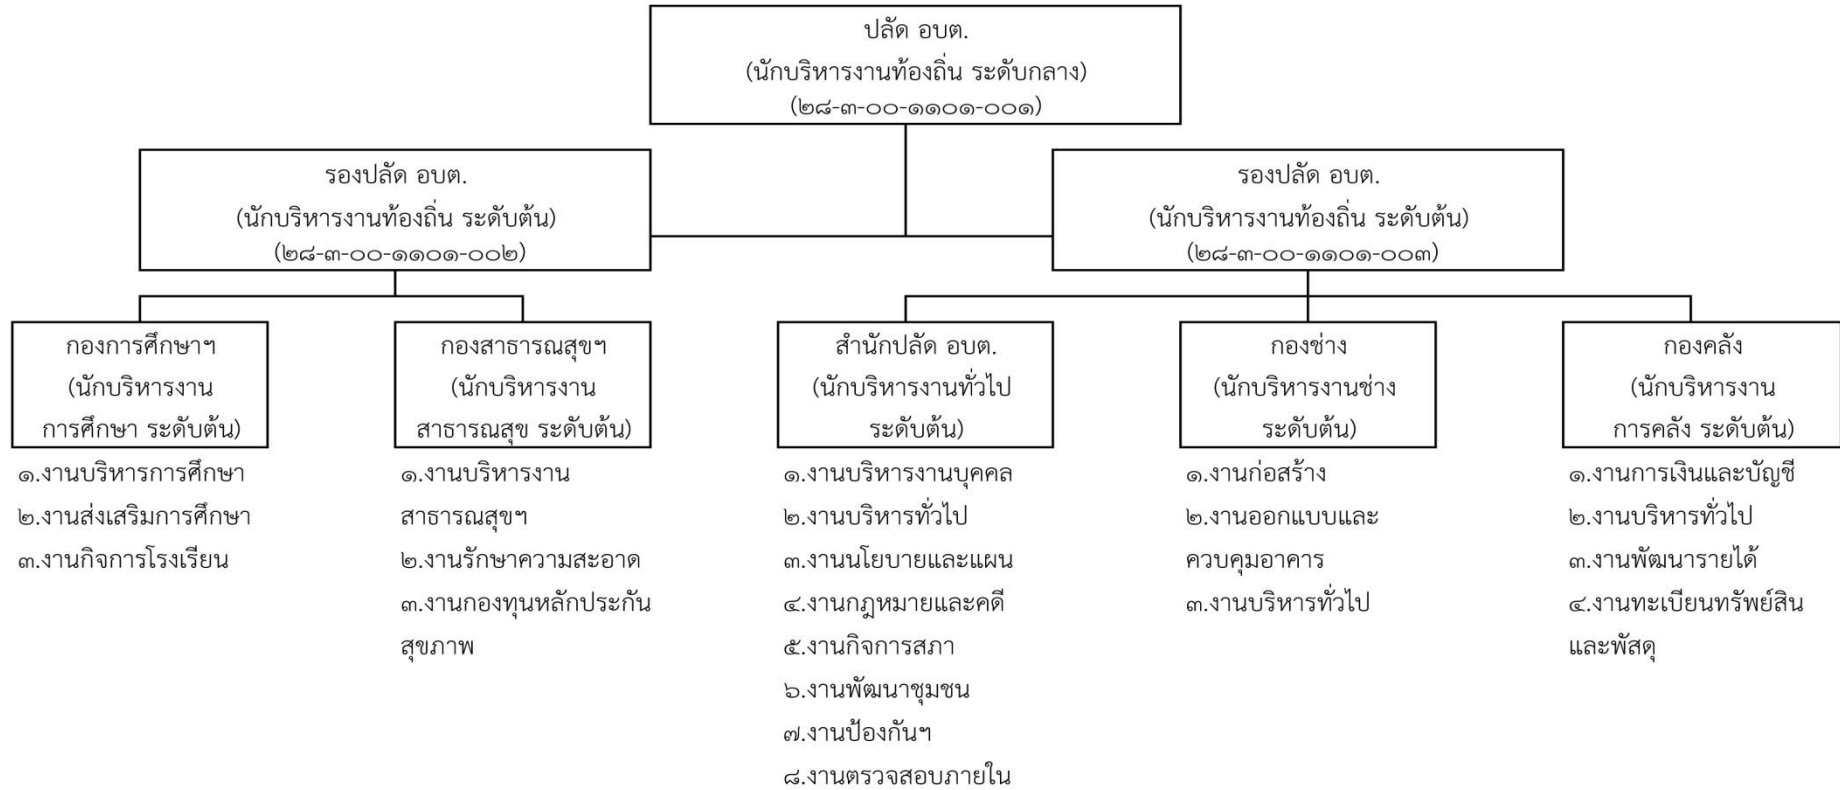 ปลัด อบต.
(นักบริหารงานท้องถิ่น ระดับกลาง)
(๒๘-๓-๐๐-๑๑๐๑-๐๐๑)
รองปลัด อบต.
(นักบริหารงานท้องถิ่น ระดับต้น)
(๒๘-๓-๐๐-๑๑๐๑-๐๐๒)
รองปลัด อบต.
(นักบริหารงานท้องถิ่น ระดับต้น)
(๒๘-๓-๐๐-๑๑๐๑-๐๐๓)
กองการศึกษาฯ
(นักบริหารงาน
การศึกษา ระดับต้น)
๑.งานบริหารการศึกษา
๒.งานส่งเสริมการศึกษา
๓.งานกิจการโรงเรียน
กองสาธารณสุขฯ
(นักบริหารงาน
สาธารณสุข ระดับต้น)
๑.งานบริหารงาน
สาธารณสุขฯ
๒.งานรักษาความสะอาด
๓.งานกองทุนหลักประกัน
สุขภาพ
สำนักปลัด อบต.
(นักบริหารงานทั่วไป
ระดับต้น)
๑.งานบริหารงานบุคคล
๒.งานบริหารทั่วไป
๓.งานนโยบายและแผน
๔.งานกฎหมายและคดี
๕.งานกิจการสภา
๖.งานพัฒนาชุมชน
๗.งานป้องกันฯ
๘.งานตรวจสอบภายใน
กองช่าง
(นักบริหารงานช่าง
ระดับต้น)
๑.งานก่อสร้าง
๒.งานออกแบบและ
ควบคุมอาคาร
๓.งานบริหารทั่วไป
กองคลัง
(นักบริหารงาน
การคลัง ระดับต้น)
๑.งานการเงินและบัญชี
๒.งานบริหารทั่วไป
๓.งานพัฒนารายได้
๔.งานทะเบียนทรัพย์สิน
และพัสดุ